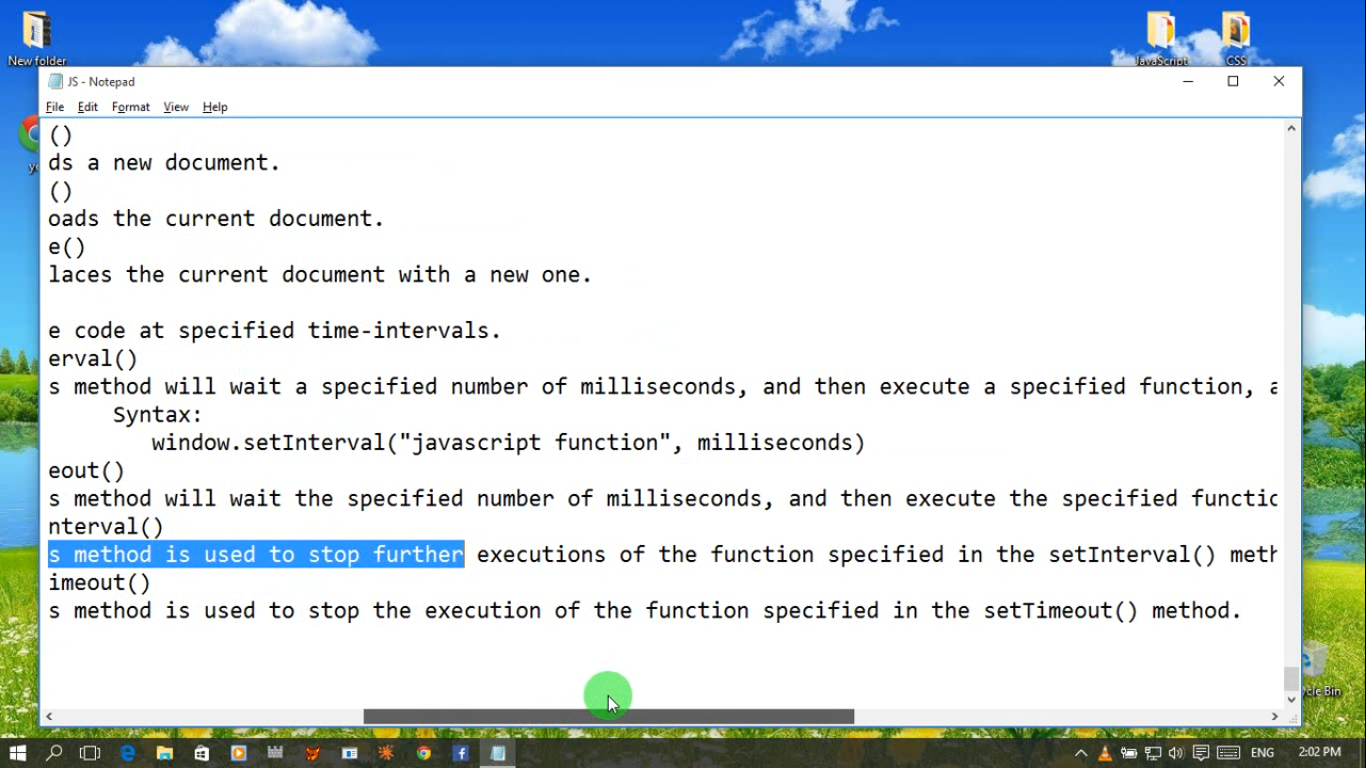 New folder
JavaScript
CSS
JS - Notepad
File Edit Format View Help
()
ds a new document.
()
oads the current document.
e()
laces the current document with a new one.
e code at specified time-intervals.
erval()
s method will wait a specified number of milliseconds, and then execute a specified function, a
Syntax:
window.setInterval("javascript function", milliseconds)
eout()
s method will wait the specified number of milliseconds, and then execute the specified functio
nterval()
s method is used to stop further executions of the function specified in the setInterval() meth
imeout()
s method is used to stop the execution of the function specified in the setTimeout() method.
ycle Bin
ENG
2:02 PM